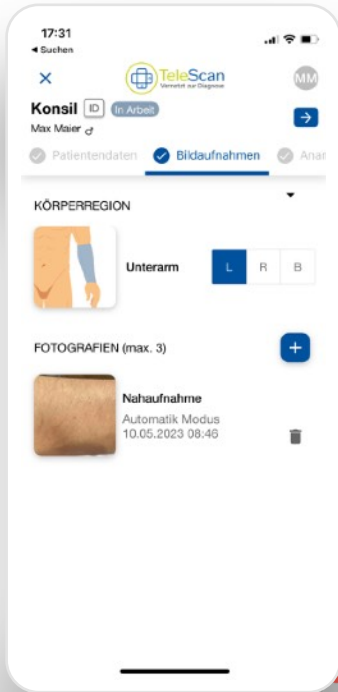 17:31
◀ Suchen
TeleScan
Vernetzt zur Diagnose
MM
Konsil ID In Arbeit
Max Maier ♂
Patientendaten Bildaufnahmen Anar
KÖRPERREGION
Unterarm L R B
FOTOGRAFIEN (max. 3)
Nahaufnahme
Automatik Modus
10.05.2023 08:46